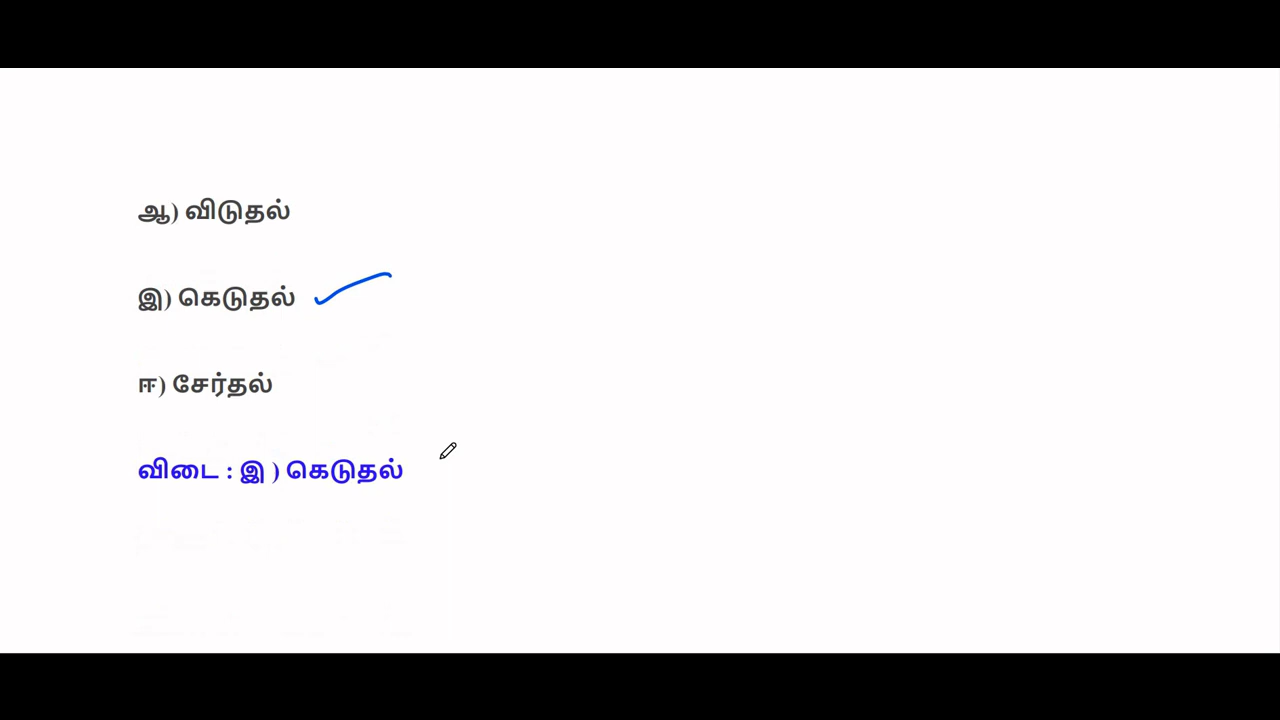 ஆ) விடுதல்
இ) கெடுதல்
ஈ) சேர்தல்
விடை : இ ) கெடுதல்